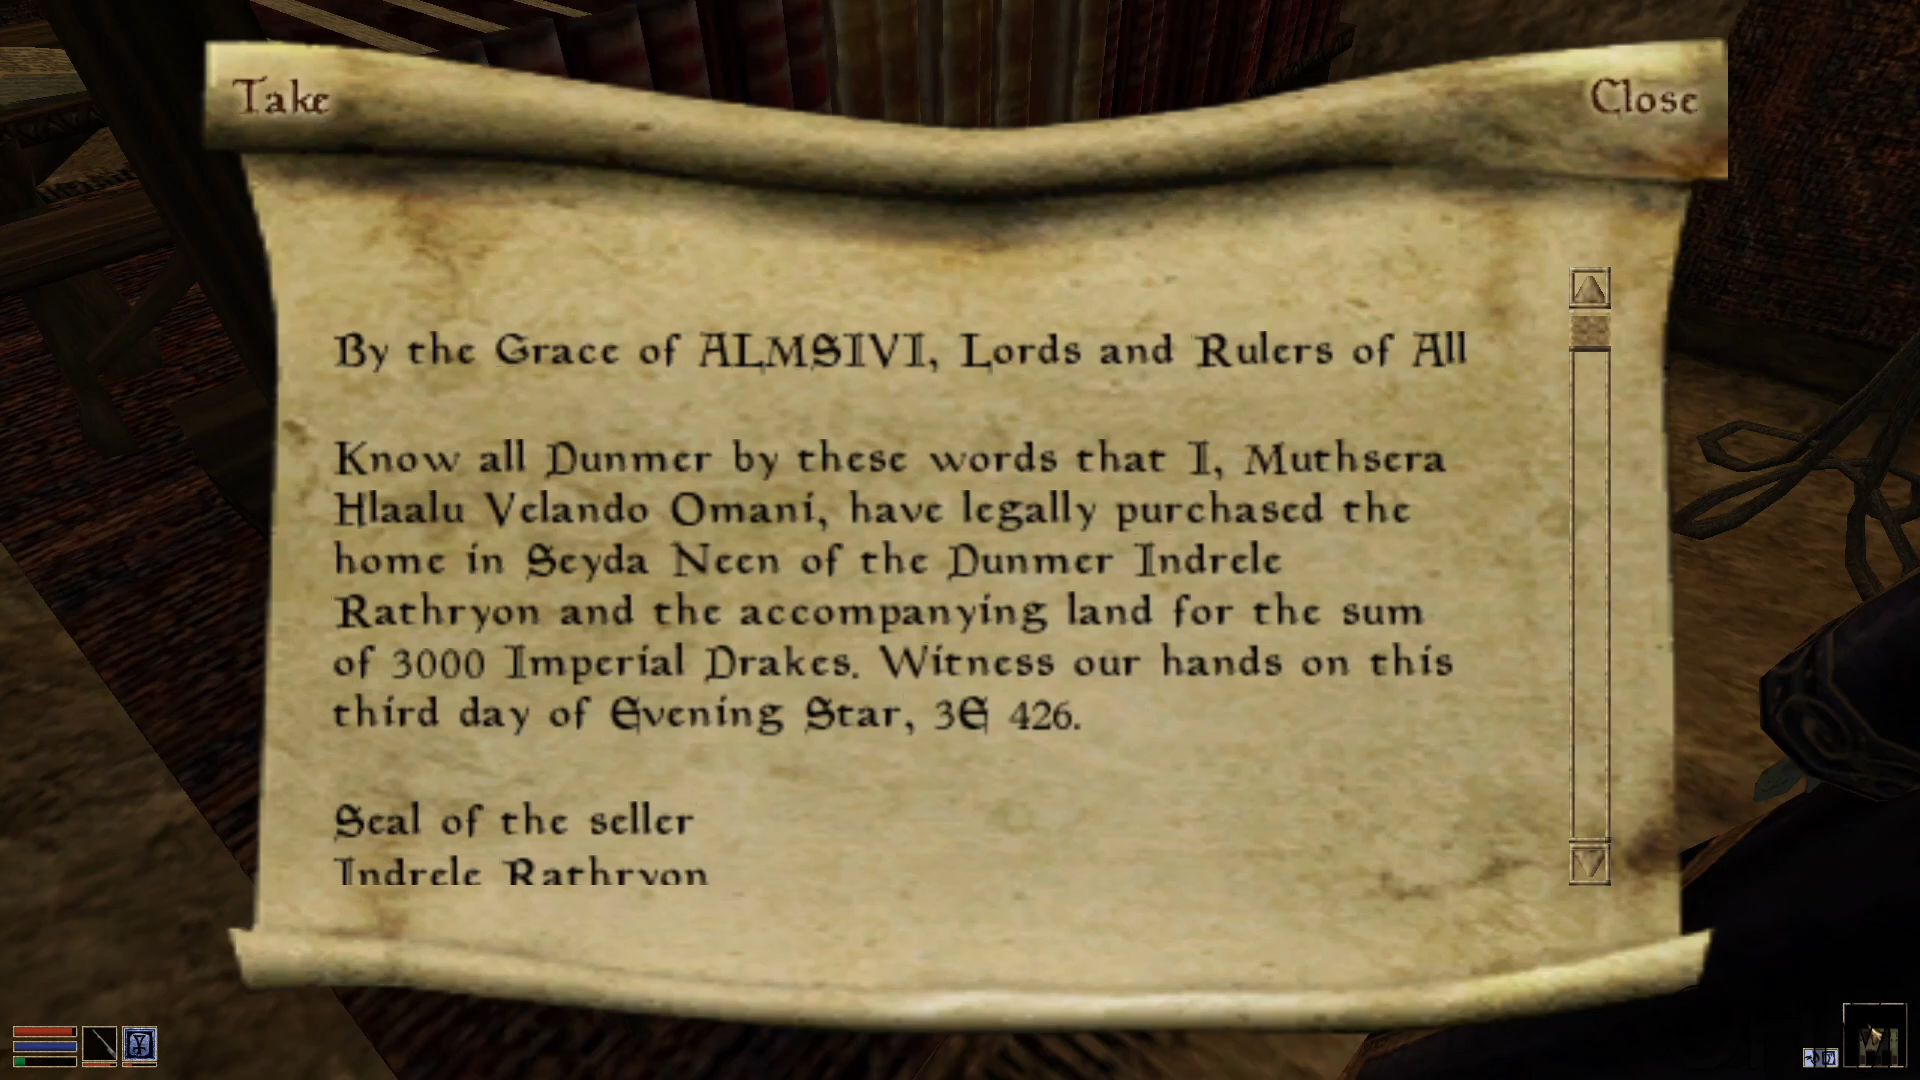 Take
Close
By the Grace of ALMSIVI, Lords and Rulers of All
Know all Dunmer by these words that I, Muthsera
Hlaalu Velando Omani, have legally purchased the
home in Seyda Neen of the Dunmer Indrele
Rathryon and the accompanying land for the sum
of 3000 Imperial Drakes. Witness our hands on this
third day of Evening Star, 3E 426.
Seal of the seller
Indrele Rathryon